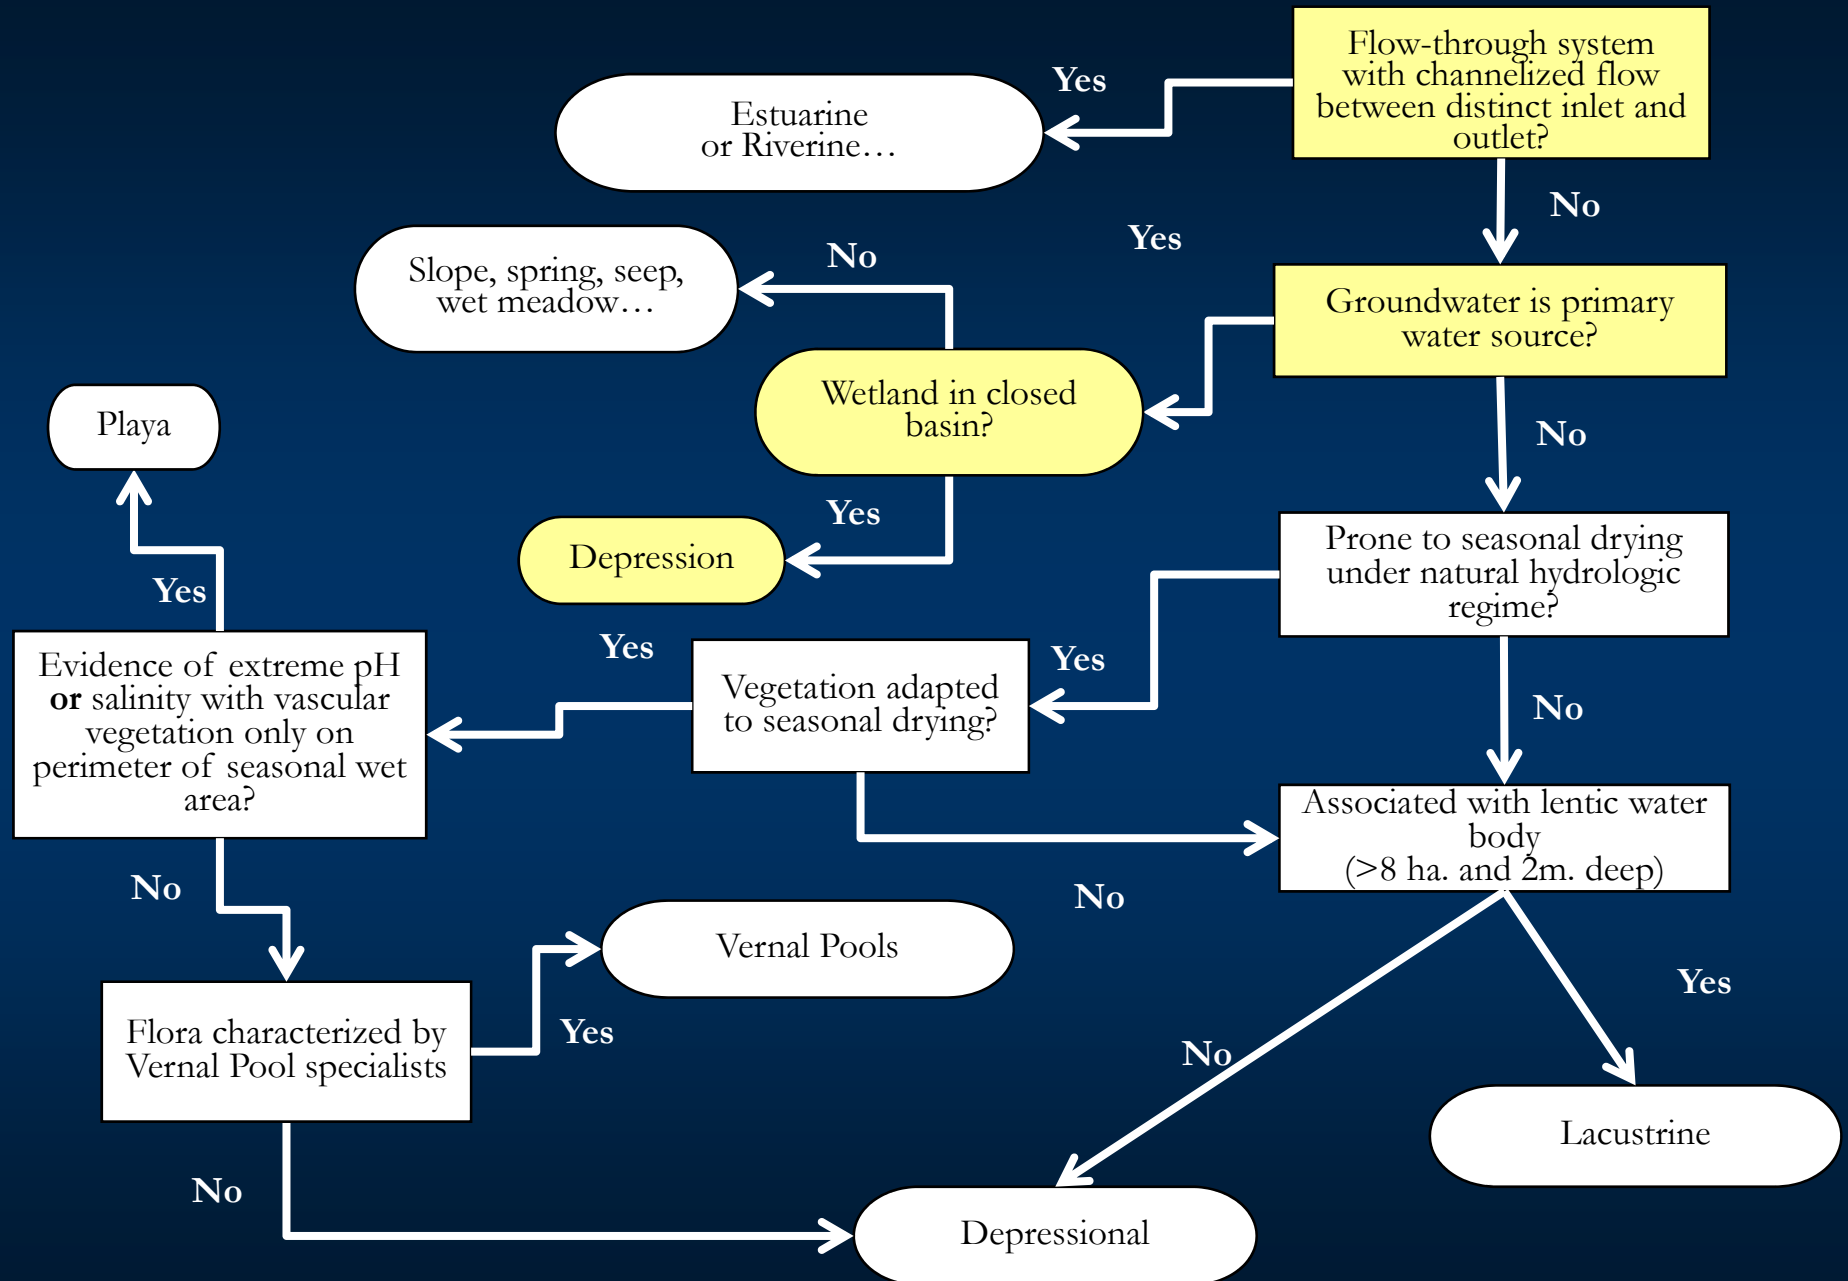 Flow-through system
with channelized flow
between distinct inlet and
outlet?
Yes
Estuarine
or Riverine…
No
Yes
Groundwater is primary
water source?
No
Slope, spring, seep,
wet meadow…
Wetland in closed
basin?
No
Playa
Yes
Depression
Prone to seasonal drying
under natural hydrologic
regime?
Yes
Evidence of extreme pH
or salinity with vascular
vegetation only on
perimeter of seasonal wet
area?
Yes
Vegetation adapted
to seasonal drying?
Yes
No
Associated with lentic water
body
(>8 ha. and 2m. deep)
No
No
Vernal Pools
Yes
Flora characterized by
Vernal Pool specialists
Yes
No
Lacustrine
No
Depressional